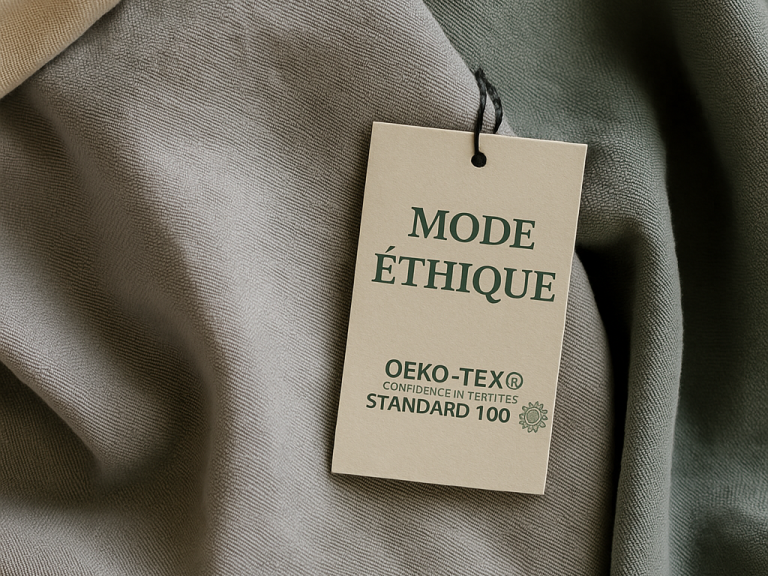 MODE
ÉTHIQUE
OEKO-TEX®
CONFIDENCE IN TERTITES
STANDARD 100